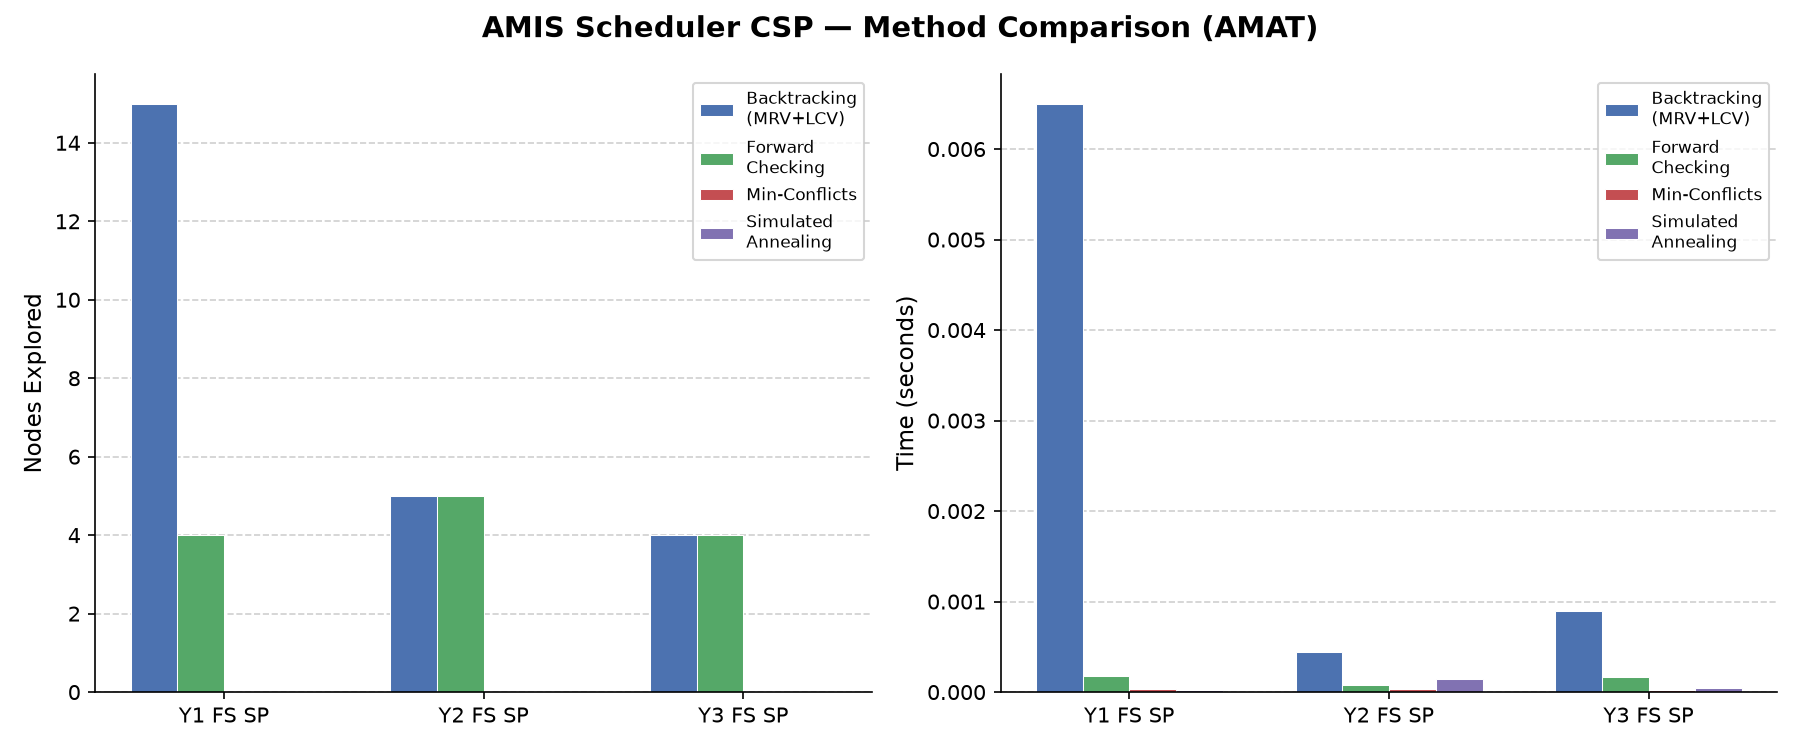 AMIS Scheduler CSP — Method Comparison (AMAT)
Nodes Explored
14
12
10
8
6
4
2
0
Y1 FS SP
Y2 FS SP
Y3 FS SP
Backtracking
(MRV+LCV)
Forward
Checking
Min-Conflicts
Simulated
Annealing
Time (seconds)
0.006
0.005
0.004
0.003
0.002
0.001
0.000
Y1 FS SP
Y2 FS SP
Y3 FS SP
Backtracking
(MRV+LCV)
Forward
Checking
Min-Conflicts
Simulated
Annealing